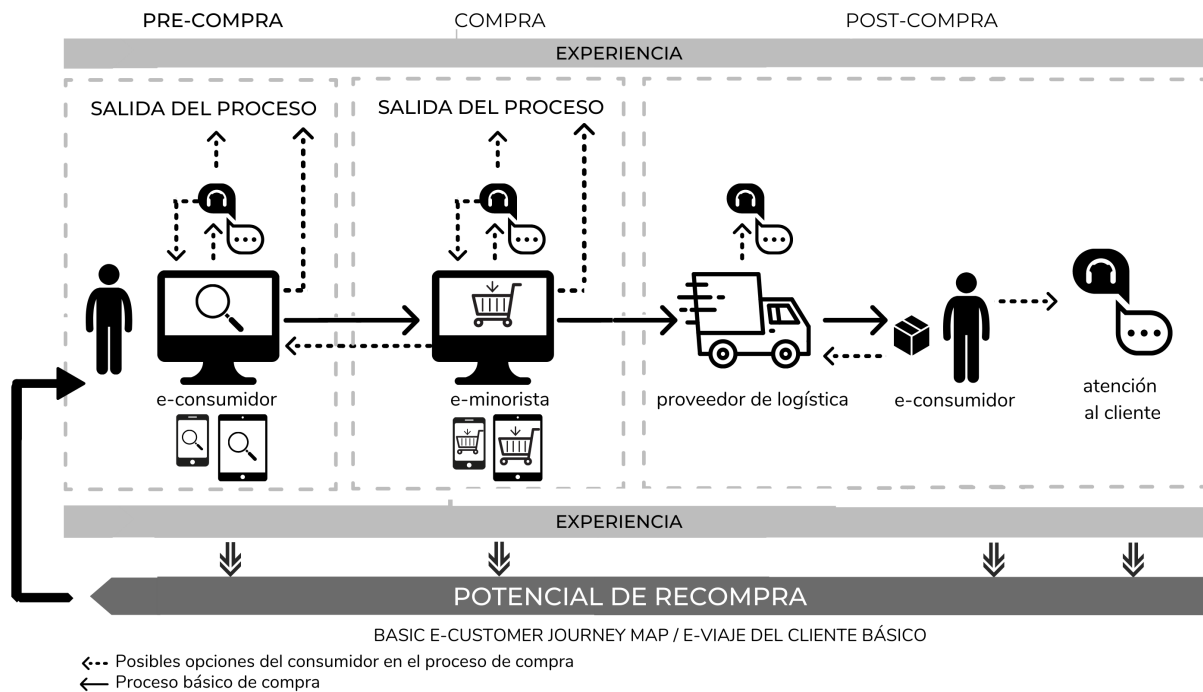 PRE-COMPRA
COMPRA
POST-COMPRA
EXPERIENCIA
SALIDA DEL PROCESO
SALIDA DEL PROCESO
e-consumidor
e-minorista
proveedor de logística
e-consumidor
atención
al cliente
EXPERIENCIA
POTENCIAL DE RECOMPRA
BASIC E-CUSTOMER JOURNEY MAP / E-VIAJE DEL CLIENTE BÁSICO
Posibles opciones del consumidor en el proceso de compra
Proceso básico de compra